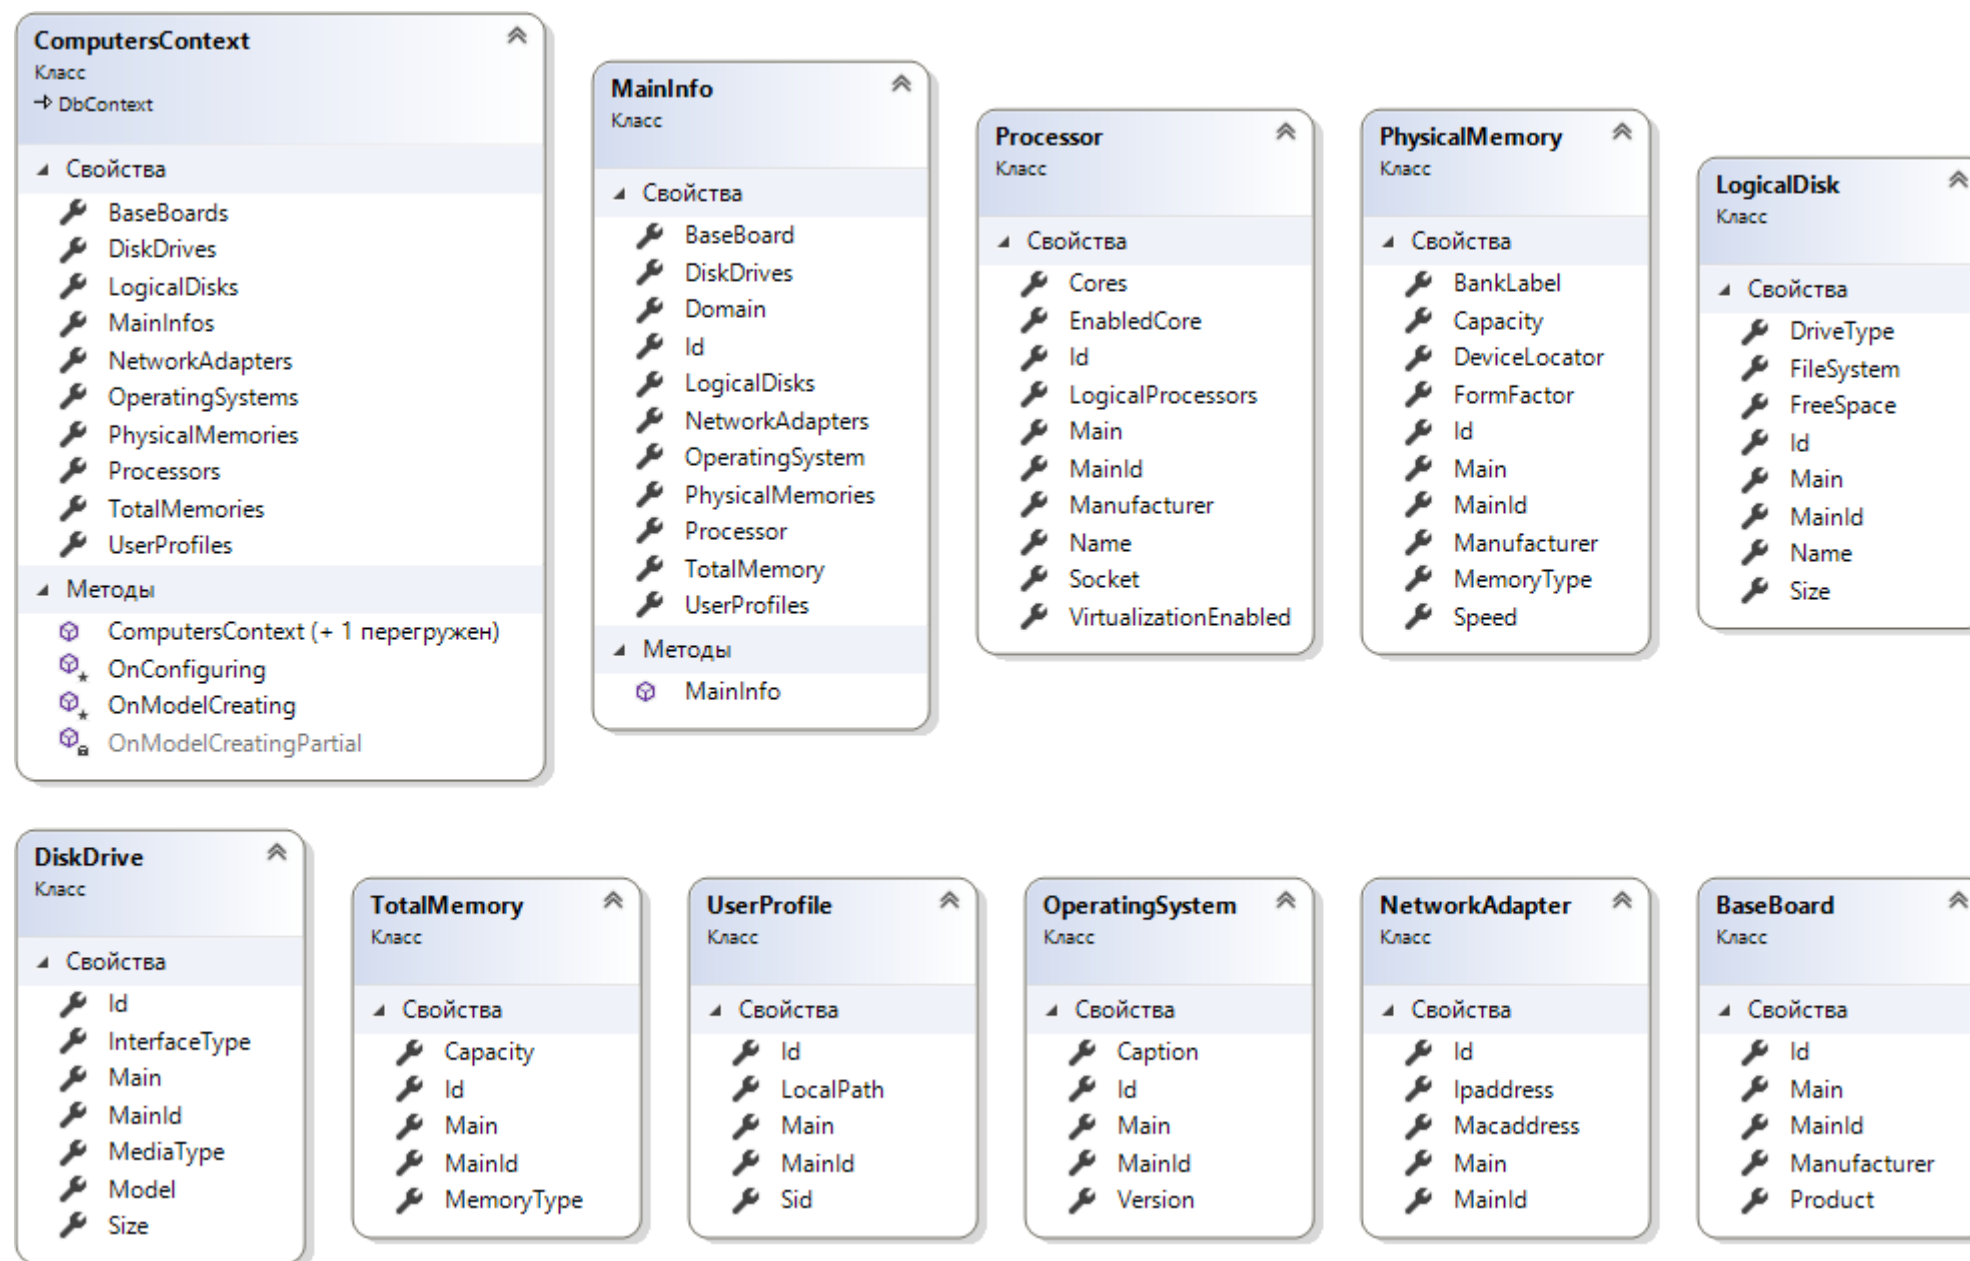 ComputersContext
Класс
DbContext
Свойства
BaseBoards
DiskDrives
LogicalDisks
MainInfos
NetworkAdapters
OperatingSystems
PhysicalMemories
Processors
TotalMemories
UserProfiles
Методы
ComputersContext (+ 1 перегружен)
OnConfiguring
OnModelCreating
OnModelCreatingPartial
MainInfo
Класс
Свойства
BaseBoard
DiskDrives
Domain
Id
LogicalDisks
NetworkAdapters
OperatingSystem
PhysicalMemories
Processor
TotalMemory
UserProfiles
Методы
MainInfo
Processor
Класс
Свойства
Cores
EnabledCore
Id
LogicalProcessors
Main
MainId
Manufacturer
Name
Socket
VirtualizationEnabled
PhysicalMemory
Класс
Свойства
BankLabel
Capacity
DeviceLocator
FormFactor
Id
Main
MainId
Manufacturer
MemoryType
Speed
LogicalDisk
Класс
Свойства
DriveType
FileSystem
FreeSpace
Id
Main
MainId
Name
Size
DiskDrive
Класс
Свойства
Id
InterfaceType
Main
MainId
MediaType
Model
Size
TotalMemory
Класс
Свойства
Capacity
Id
Main
MainId
MemoryType
UserProfile
Класс
Свойства
Id
LocalPath
Main
MainId
Sid
OperatingSystem
Класс
Свойства
Caption
Id
Main
MainId
Version
NetworkAdapter
Класс
Свойства
Id
Ipaddress
Macaddress
Main
MainId
BaseBoard
Класс
Свойства
Id
Main
MainId
Manufacturer
Product